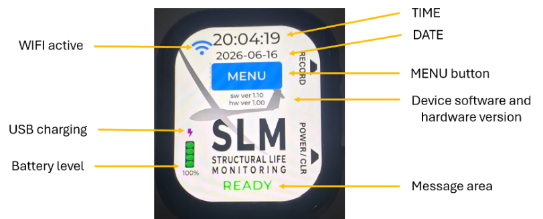 TIME
DATE
WIFI active
20:04:19
2026-06-16
MENU
MENU button
RECORD
sw ver 1.10
hw ver 1.00
Device software and
hardware version
USB charging
Battery level
100%
SLM
STRUCTURAL LIFE
MONITORING
POWER / CLR
READY
Message area